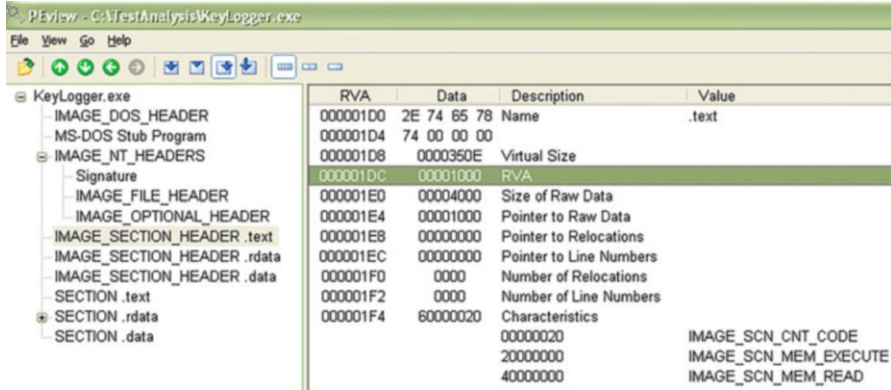 PEview - C:\TestAnalysis\KeyLogger.exe
File View Go Help
KeyLogger.exe
IMAGE_DOS_HEADER
MS-DOS Stub Program
IMAGE_NT_HEADERS
Signature
IMAGE_FILE_HEADER
IMAGE_OPTIONAL_HEADER
IMAGE_SECTION_HEADER .text
IMAGE_SECTION_HEADER .rdata
IMAGE_SECTION_HEADER .data
SECTION .text
SECTION .rdata
SECTION .data
RVA Data Description Value
000001D0 2E 74 65 78 Name .text
000001D4 74 00 00 00
000001D8 0000350E Virtual Size
000001DC 00001000 RVA
000001E0 00004000 Size of Raw Data
000001E4 00001000 Pointer to Raw Data
000001E8 00000000 Pointer to Relocations
000001EC 00000000 Pointer to Line Numbers
000001F0 0000 Number of Relocations
000001F2 0000 Number of Line Numbers
000001F4 60000020 Characteristics
00000020 IMAGE_SCN_CNT_CODE
20000000 IMAGE_SCN_MEM_EXECUTE
40000000 IMAGE_SCN_MEM_READ